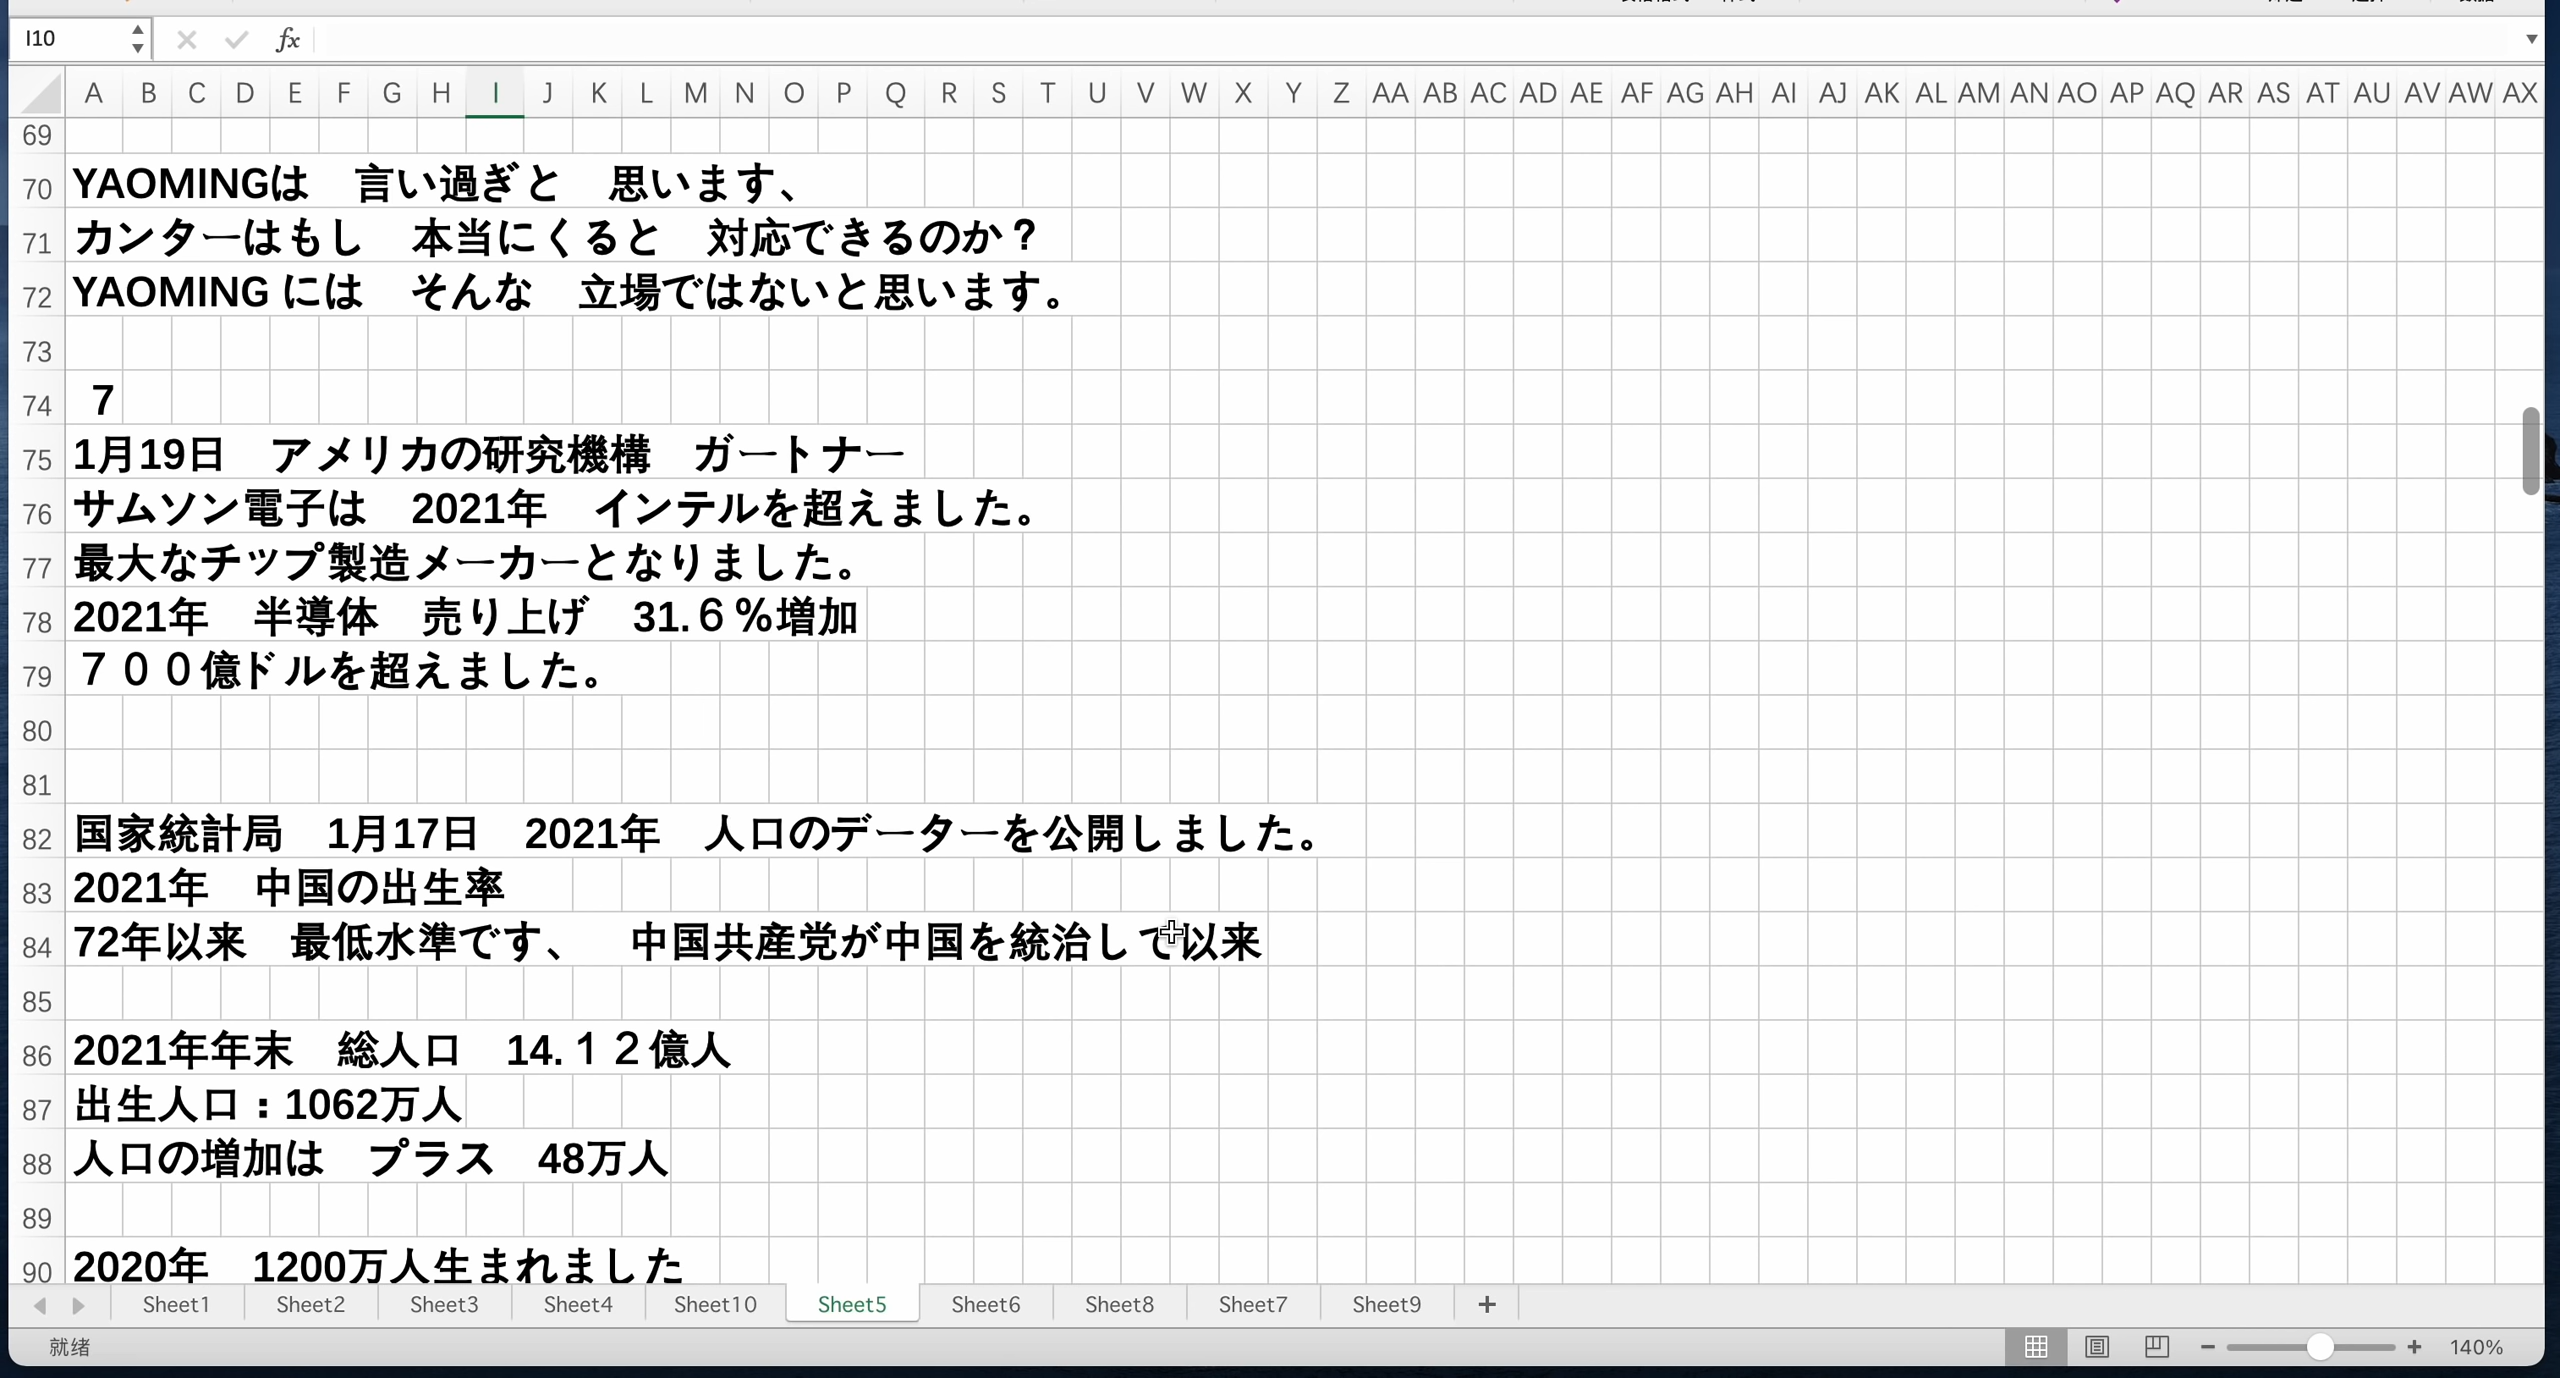 I10
fx
A B C D E F G H I J K L M N O P Q R S T U V W X Y Z AA AB AC AD AE AF AG AH AI AJ AK AL AM AN AO AP AQ AR AS AT AU AV AW AX
69
70 YAOMINGは　言い過ぎと　思います、
71 カンターはもし　本当にくると　対応できるのか？
72 YAOMING には　そんな　立場ではないと思います。
73
74 7
75 1月19日　アメリカの研究機構　ガートナー
76 サムソン電子は　2021年　インテルを超えました。
77 最大なチップ製造メーカーとなりました。
78 2021年　半導体　売り上げ　31.６％増加
79 ７００億ドルを超えました。
80
81
82 国家統計局　1月17日　2021年　人口のデーターを公開しました。
83 2021年　中国の出生率
84 72年以来　最低水準です、　中国共産党が中国を統治して以来
85
86 2021年年末　総人口　14.１２億人
87 出生人口：1062万人
88 人口の増加は　プラス　48万人
89
90 2020年　1200万人生まれました
Sheet1 Sheet2 Sheet3 Sheet4 Sheet10 Sheet5 Sheet6 Sheet8 Sheet7 Sheet9 +
就绪 140%